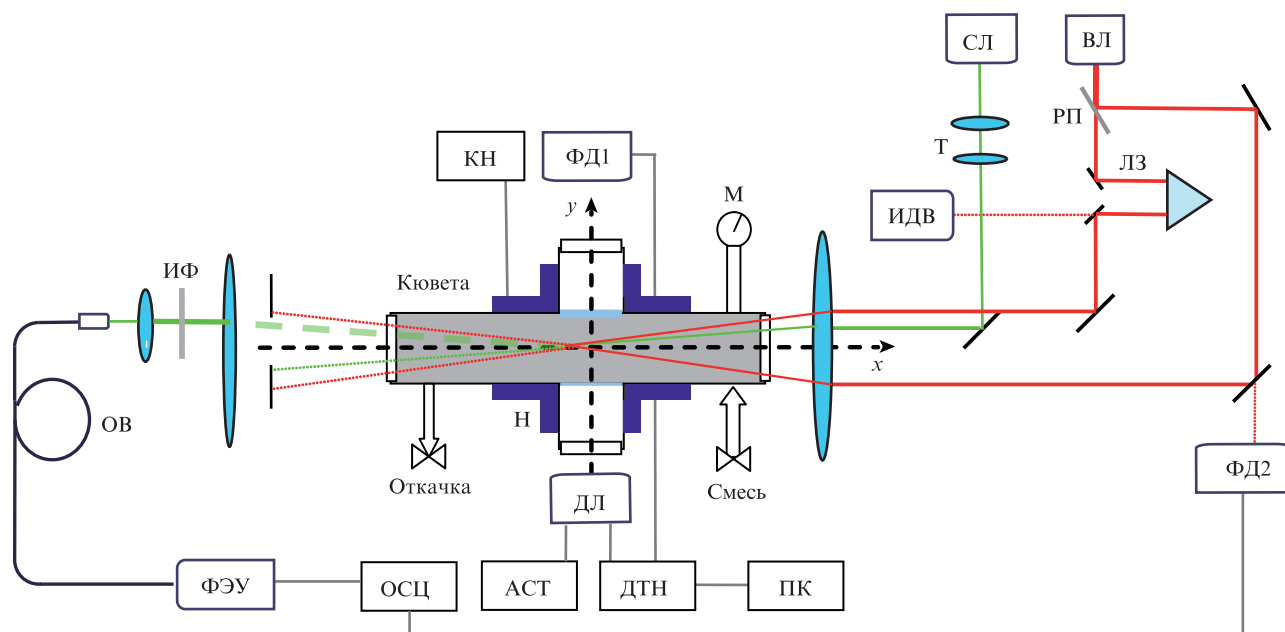 СЛ
ВЛ
РП
Т
ЛЗ
КН
ФД1
М
ИДВ
y
ИФ
Кювета
x
Н
ОВ
Откачка
ДЛ
Смесь
ФД2
ФЭУ
ОСЦ
АСТ
ДТН
ПК